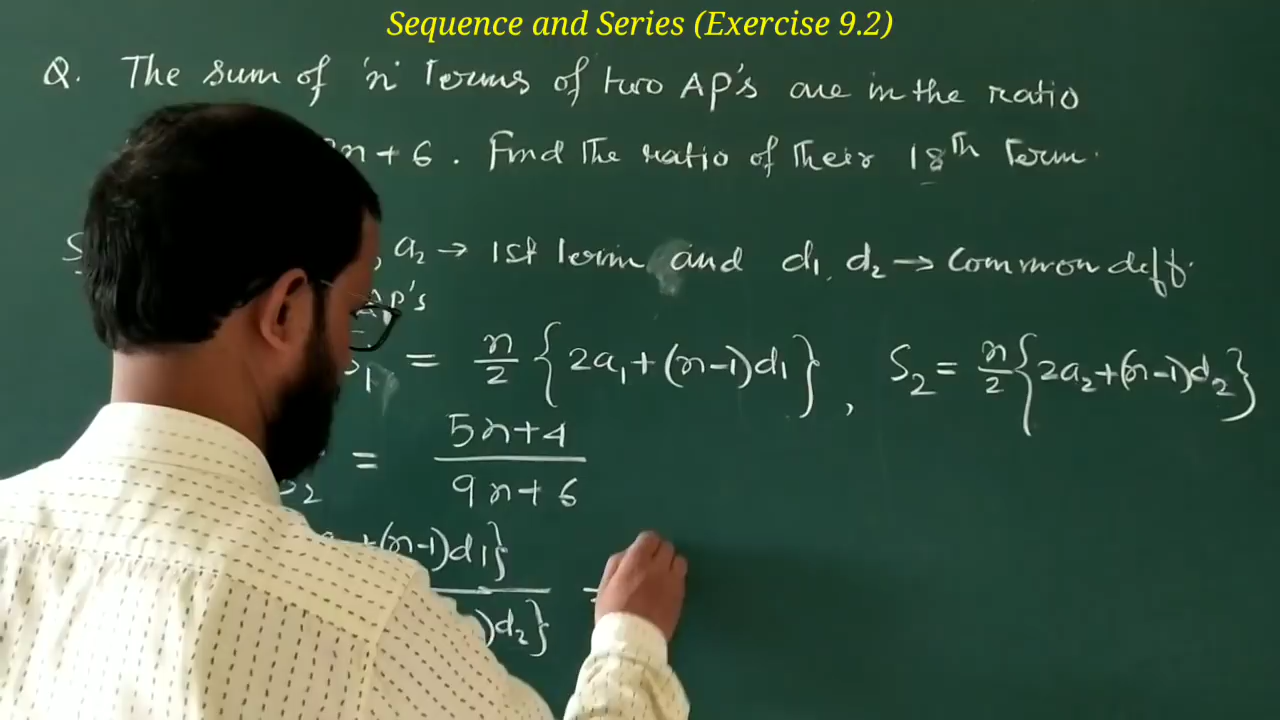 Sequence and Series (Exercise 9.2)
Q. The sum of 'n' terms of two AP's are in the ratio
n + 6. Find the ratio of their 18th term.
, a₂ → 1st term and d₁, d₂ → Common diff.
AP's
S₁ = n/2 {2a₁+(n-1)d₁}, S₂ = n/2 {2a₂+(n-1)d₂}
= 5n+4
9n+6
+(n-1)d₁}
)d₂}